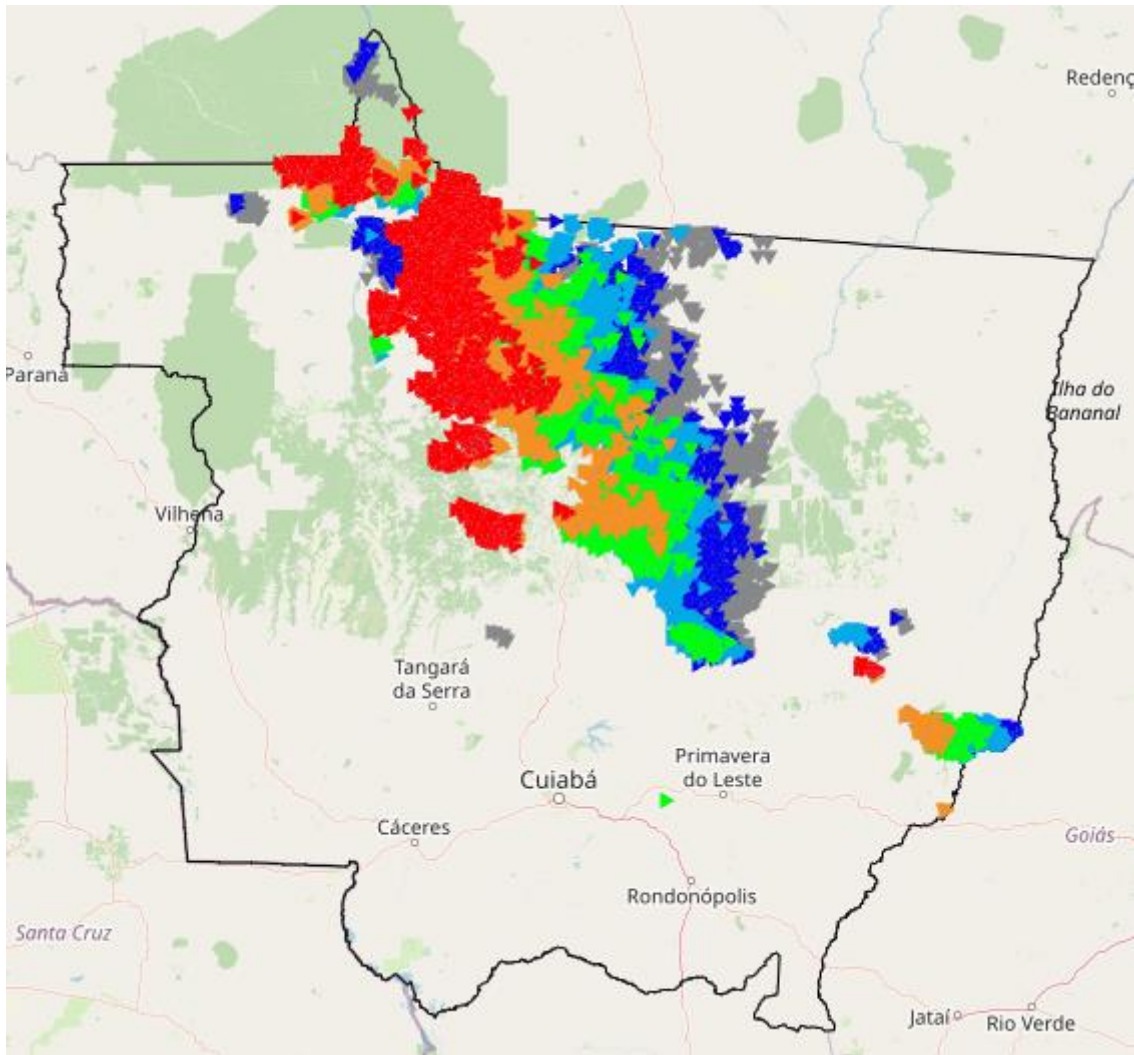 Redenç
Paraná
Ilha do
Bananal
Vilhena
Tangará
da Serra
Primavera
do Leste
Cuiabá
Cáceres
Goiás
Rondonópolis
Santa Cruz
Jataí
Rio Verde